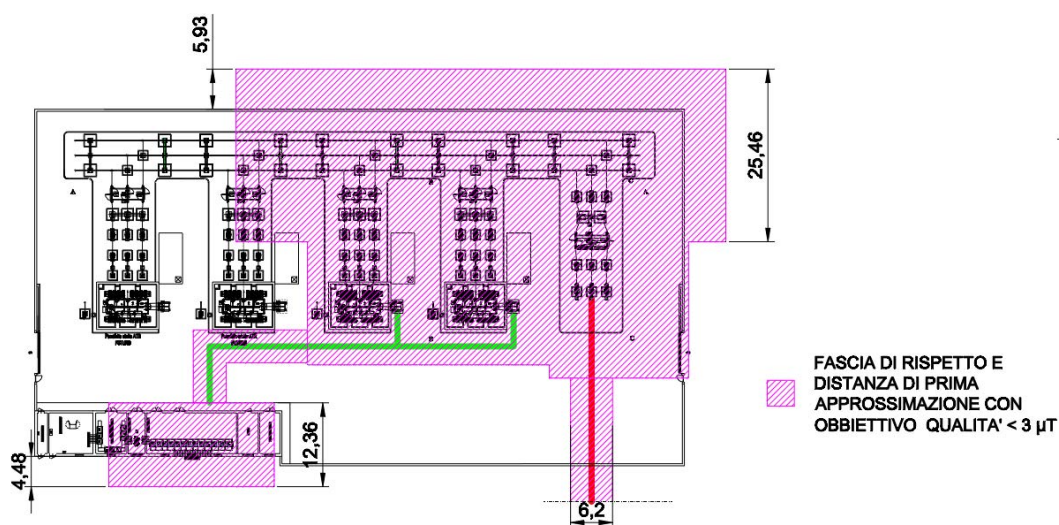 5,93
25,46
FASCIA DI RISPETTO E
DISTANZA DI PRIMA
APPROSSIMAZIONE CON
OBBIETTIVO QUALITA' < 3 µT
4,48
12,36
6,2